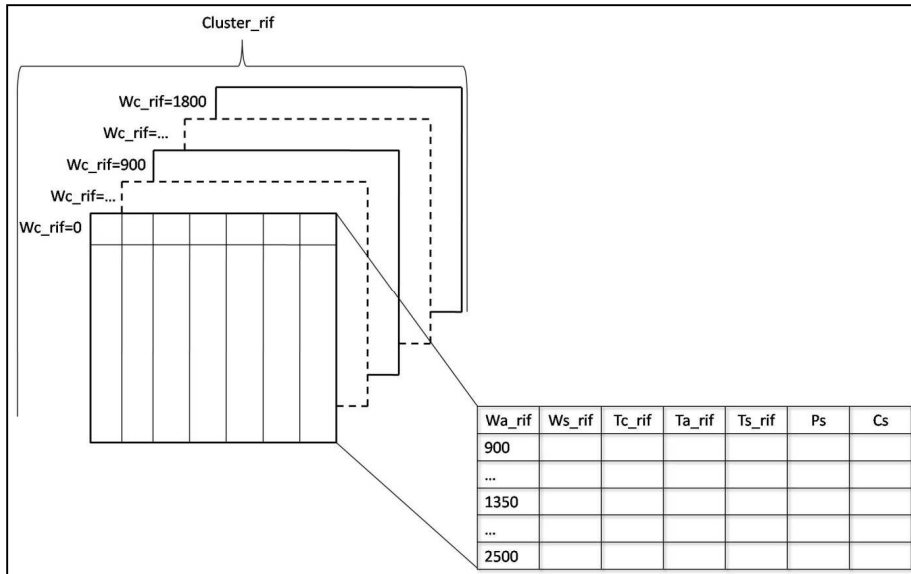 Cluster_rif
Wc_rif=1800
Wc_rif=...
Wc_rif=900
Wc_rif=...
Wc_rif=0
Wa_rif Ws_rif Tc_rif Ta_rif Ts_rif Ps Cs
900
...
1350
...
2500